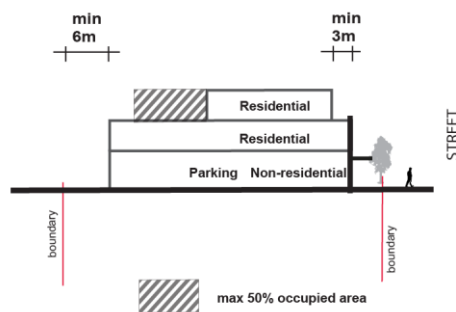 min
6m
min
3m
Residential
Residential
Parking Non-residential
STREET
boundary
boundary
max 50% occupied area